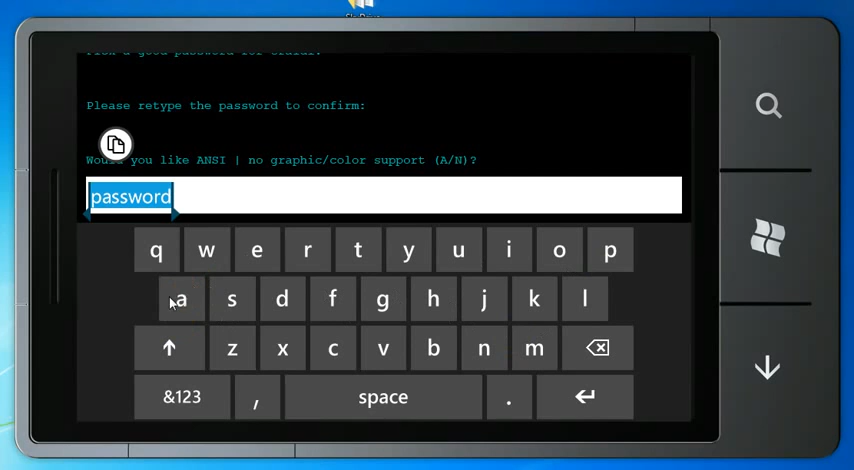 Please retype the password to confirm:
Would you like ANSI | no graphic/color support (A/N)?
password
q w e r t y u i o p
a s d f g h j k l
z x c v b n m
&123 , space .